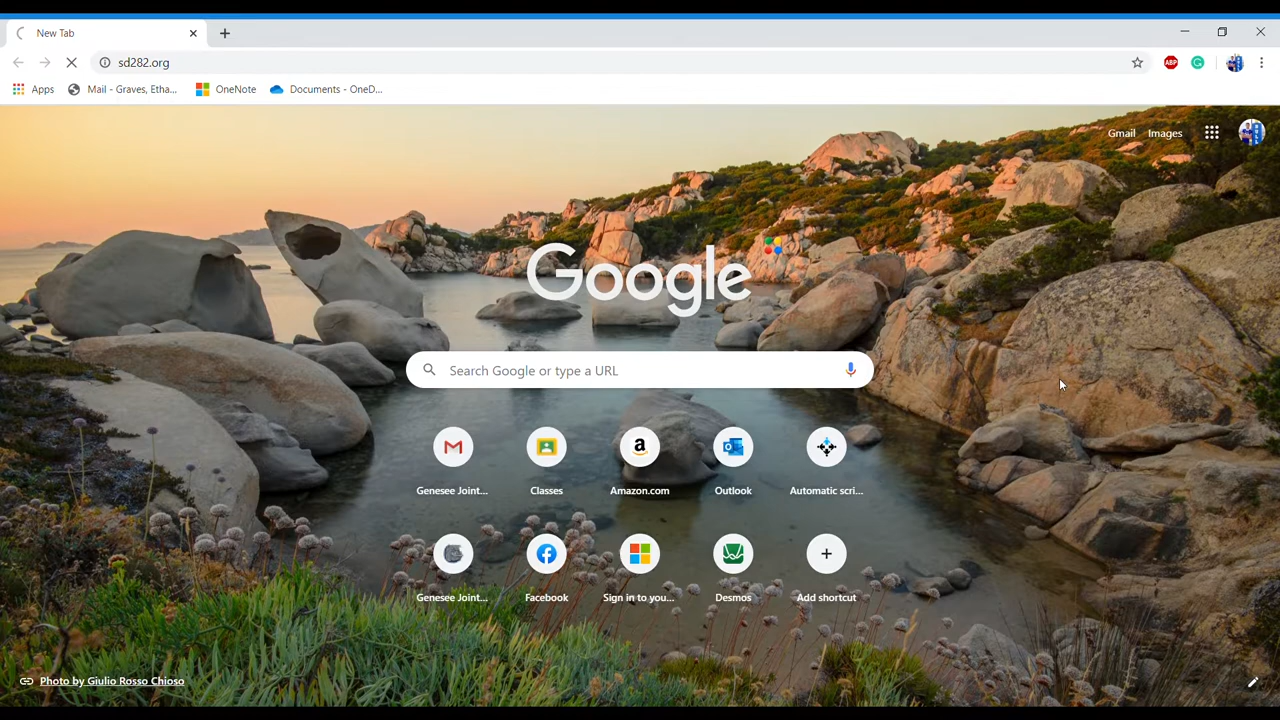 New Tab
sd282.org
ABP
Apps
Mail - Graves, Etha...
OneNote
Documents - OneD...
Gmail
Images
Google
Search Google or type a URL
Genesee Joint...
Classes
Amazon.com
Outlook
Automatic scri...
Genesee Joint...
Facebook
Sign in to you...
Desmos
Add shortcut
Photo by Giulio Rosso Chioso